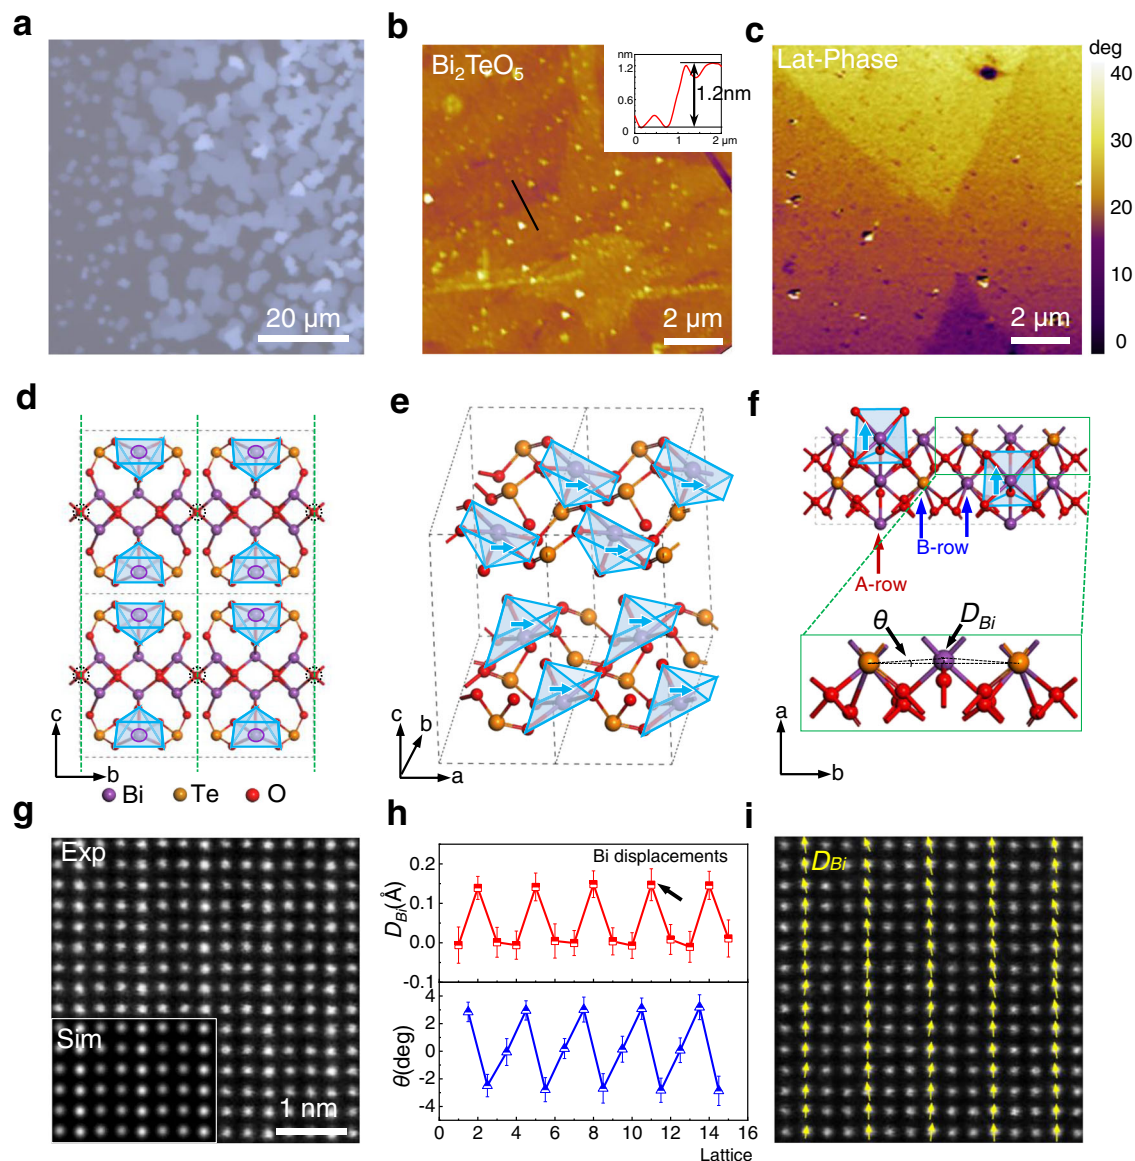 a
20 μm
b
Bi2TeO5
nm
1.2
0.6
0
0
1
2 μm
1.2nm
2 μm
c
Lat-Phase
2 μm
deg
40
30
20
10
0
d
c
b
Bi
Te
O
e
c
b
a
f
B-row
A-row
θ
DBi
a
b
g
Exp
Sim
1 nm
h
Bi displacements
DBi(Å)
0.2
0.1
0.0
-0.1
θ(deg)
4
2
0
-2
-4
0 2 4 6 8 10 12 14 16
Lattice
i
DBi